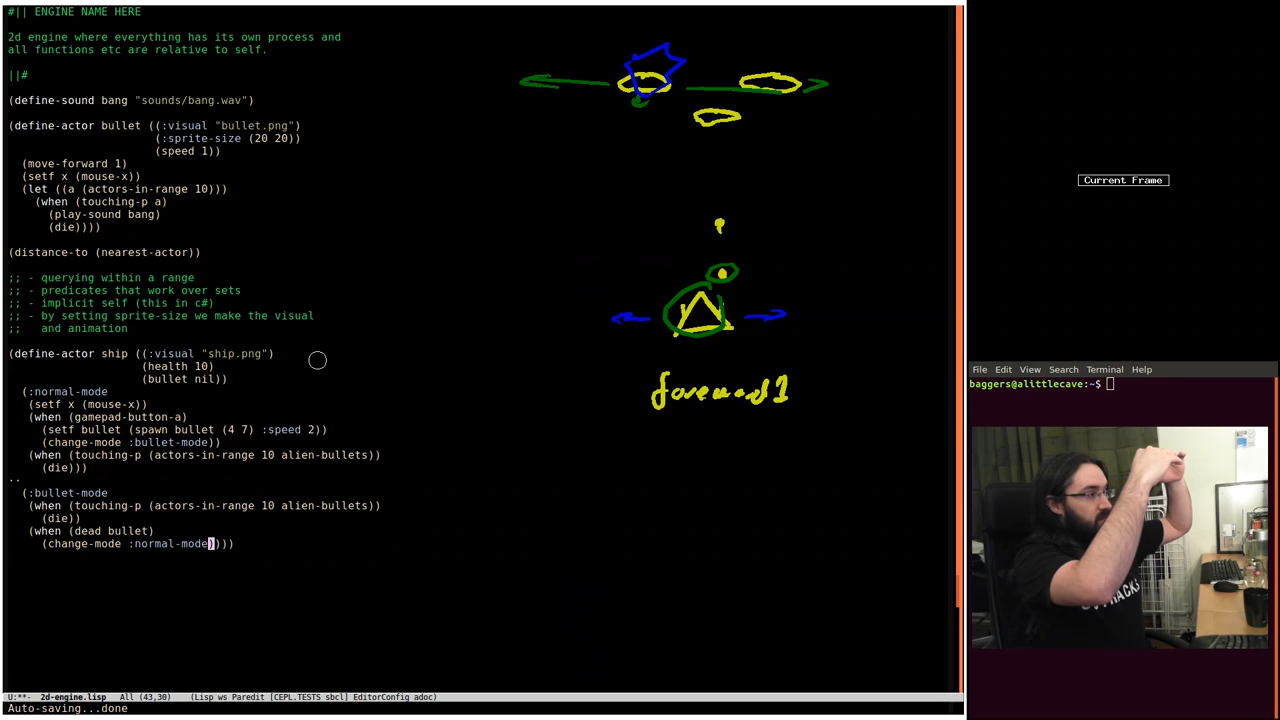 #|| ENGINE NAME HERE
2d engine where everything has its own process and
all functions etc are relative to self.
||#
(define-sound bang "sounds/bang.wav")
(define-actor bullet ((:visual "bullet.png")
(:sprite-size (20 20))
(speed 1))
(move-forward 1)
(setf x (mouse-x))
(let ((a (actors-in-range 10)))
(when (touching-p a)
(play-sound bang)
(die))))
(distance-to (nearest-actor))
;; - querying within a range
;; - predicates that work over sets
;; - implicit self (this in c#)
;; - by setting sprite-size we make the visual
;;   and animation
(define-actor ship ((:visual "ship.png")
(health 10)
(bullet nil))
(:normal-mode
(setf x (mouse-x))
(when (gamepad-button-a)
(setf bullet (spawn bullet (4 7) :speed 2))
(change-mode :bullet-mode))
(when (touching-p (actors-in-range 10 alien-bullets))
(die)))
..
(:bullet-mode
(when (touching-p (actors-in-range 10 alien-bullets))
(die))
(when (dead bullet)
(change-mode :normal-mode))))
U:**-  2d-engine.lisp   All (43,30)     (Lisp ws Paredit [CEPL.TESTS sbcl] EditorConfig adoc)
Auto-saving...done
Current Frame
File Edit View Search Terminal Help
baggers@alittlecave:~$